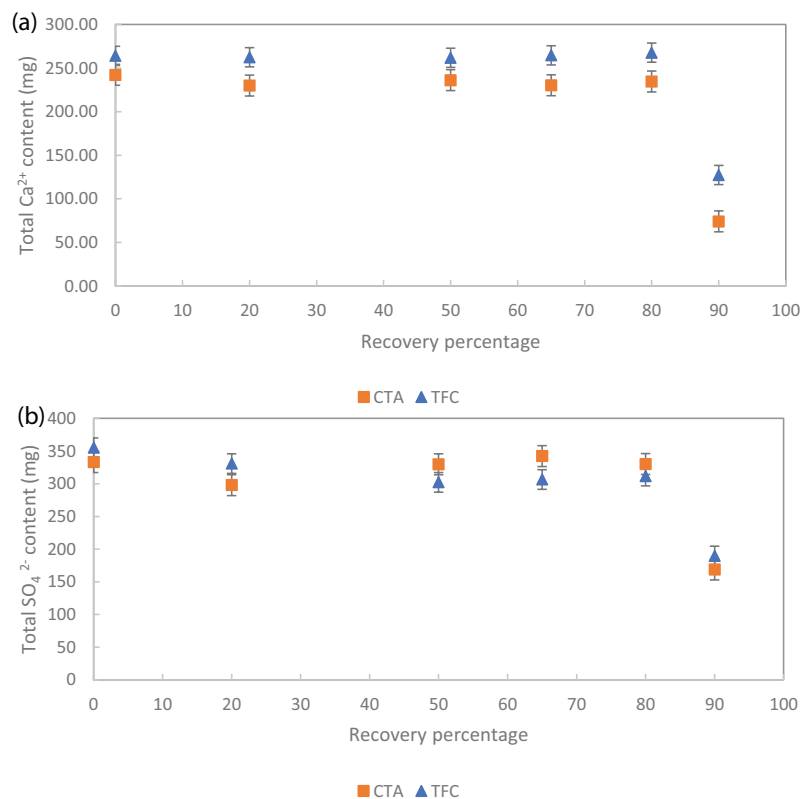 (a)
Total Ca²⁺ content (mg)
300.00
250.00
200.00
150.00
100.00
50.00
0.00
0 10 20 30 40 50 60 70 80 90 100
Recovery percentage
CTA TFC
(b)
Total SO₄ ²⁻ content (mg)
400
350
300
250
200
150
100
50
0
0 10 20 30 40 50 60 70 80 90 100
Recovery percentage
CTA TFC